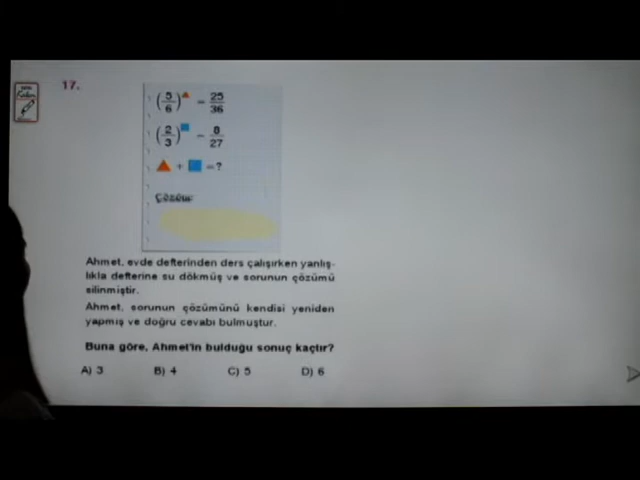 17.
(5/6)▲ = 25/36
(2/3)■ = 8/27
▲ + ■ = ?
Çözüm:
Ahmet, evde defterinden ders çalışırken yanlış-
lıkla defterine su dökmüş ve sorunun çözümü
silinmiştir.
Ahmet, sorunun çözümünü kendisi yeniden
yapmış ve doğru cevabı bulmuştur.
Buna göre, Ahmet'in bulduğu sonuç kaçtır?
A) 3 B) 4 C) 5 D) 6